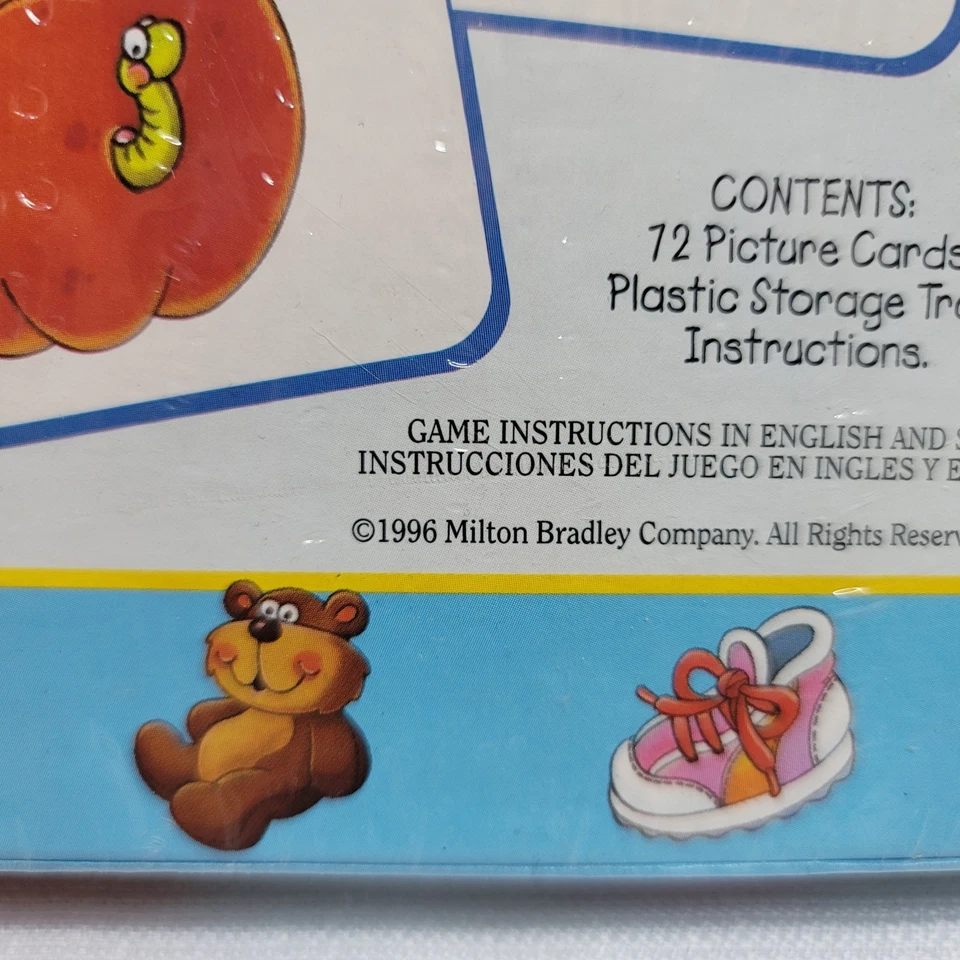 CONTENTS:
72 Picture Cards
Plastic Storage
Instructions.
GAME INSTRUCTIONS IN ENGLISH AND
INSTRUCCIONES DEL JUEGO EN INGLES Y
©1996 Milton Bradley Company. All Rights